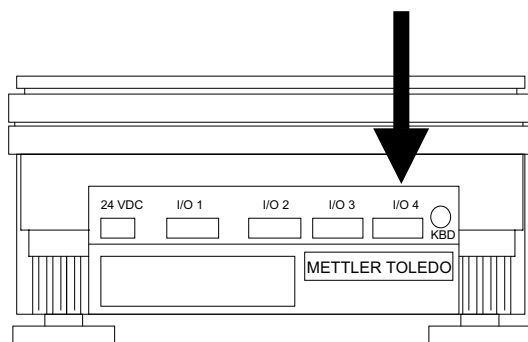 24 VDC I/O 1 I/O 2 I/O 3 I/O 4
KBD
METTLER TOLEDO